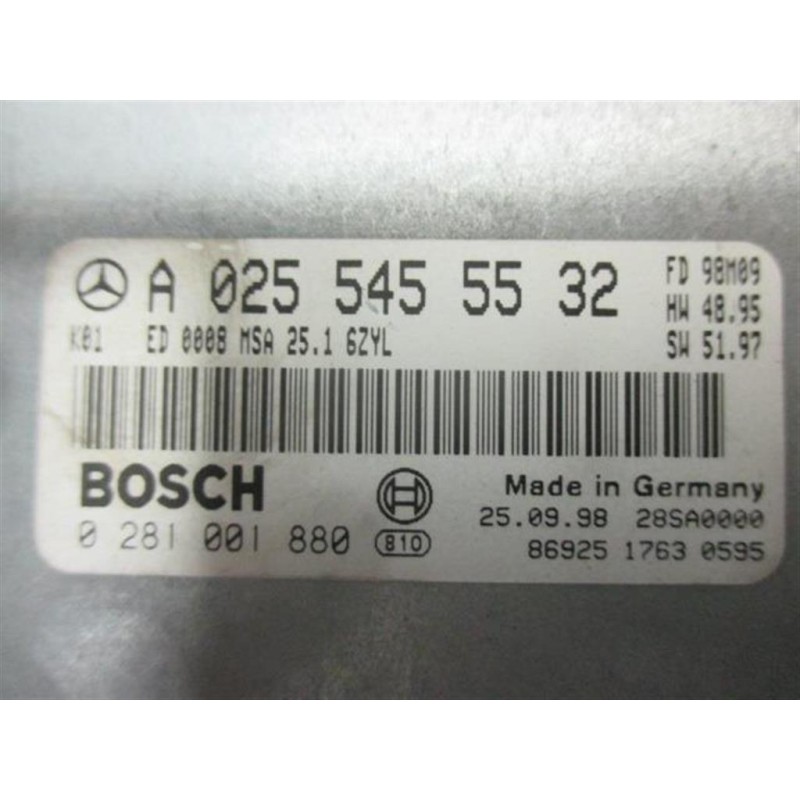 A 025 545 55 32
FD 98M09
HW 48.95
SW 51.97
K01 ED 0008 MSA 25.1 6ZYL
BOSCH
0 281 001 880
810
Made in Germany
25.09.98 28SA0000
86925 1763 0595